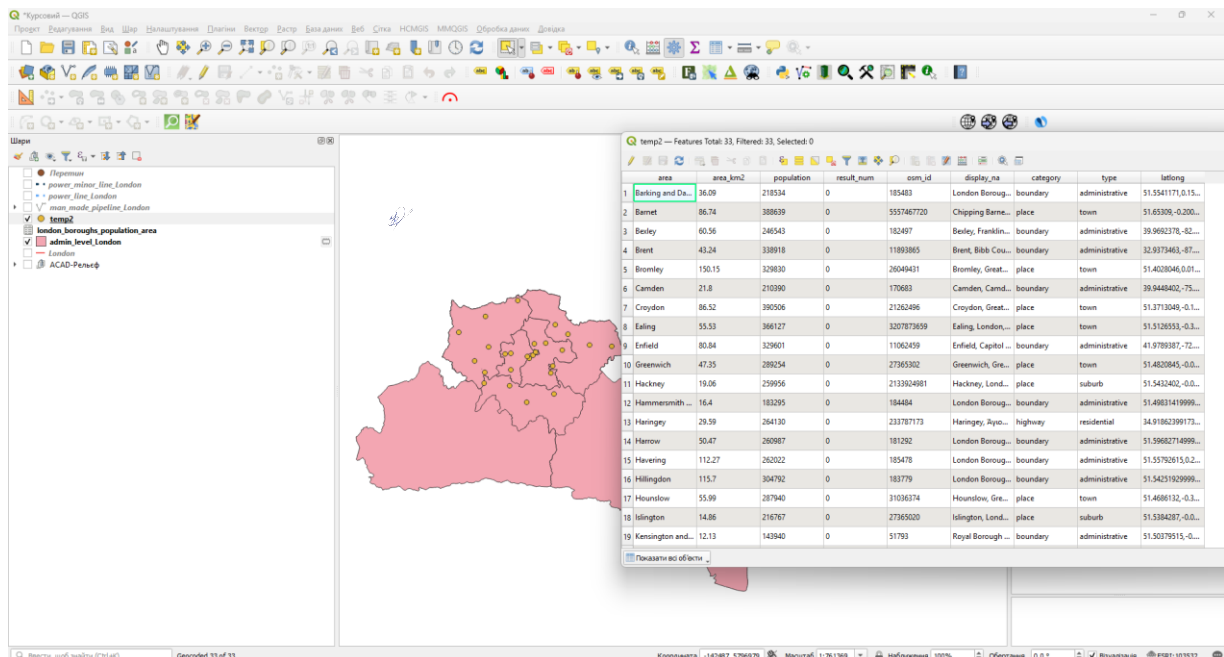 *Курсовий — QGIS
Проєкт Редагування Вид Шар Налаштування Плагіни Вектор Растр База даних Веб Сітка HCMGIS MMQGIS Обробка даних Довідка
Шари
Перетин
power_minor_line_London
power_line_London
man_made_pipeline_London
temp2
london_boroughs_population_area
admin_level_London
London
ACAD-Рельєф
temp2 — Features Total: 33, Filtered: 33, Selected: 0
area area_km2 population result_num osm_id display_na category type latlong
1 Barking and Da... 36.09 218534 0 185483 London Boroug... boundary administrative 51.5541171,0.15...
2 Barnet 86.74 388639 0 5557467720 Chipping Barne... place town 51.65309,-0.200...
3 Bexley 60.56 246543 0 182497 Bexley, Franklin... boundary administrative 39.9692378,-82....
4 Brent 43.24 338918 0 11893865 Brent, Bibb Cou... boundary administrative 32.9373463,-87....
5 Bromley 150.15 329830 0 26049431 Bromley, Great... place town 51.4028046,0.01...
6 Camden 21.8 210390 0 170683 Camden, Camd... boundary administrative 39.9448402,-75....
7 Croydon 86.52 390506 0 21262496 Croydon, Great... place town 51.3713049,-0.1...
8 Ealing 55.53 366127 0 3207873659 Ealing, London,... place town 51.5126553,-0.3...
9 Enfield 80.84 329601 0 11062459 Enfield, Capitol ... boundary administrative 41.9789387,-72....
10 Greenwich 47.35 289254 0 27365302 Greenwich, Gre... place town 51.4820845,-0.0...
11 Hackney 19.06 259956 0 2133924981 Hackney, Lond... place suburb 51.5432402,-0.0...
12 Hammersmith ... 16.4 183295 0 184484 London Boroug... boundary administrative 51.49831419999...
13 Haringey 29.59 264130 0 233787173 Haringey, Άγιο... highway residential 34.91862399173...
14 Harrow 50.47 260987 0 181292 London Boroug... boundary administrative 51.59682714999...
15 Havering 112.27 262022 0 185478 London Boroug... boundary administrative 51.55792615,0.2...
16 Hillingdon 115.7 304792 0 183779 London Boroug... boundary administrative 51.54251929999...
17 Hounslow 55.99 287940 0 31036374 Hounslow, Gre... place town 51.4686132,-0.3...
18 Islington 14.86 216767 0 27365020 Islington, Lond... place suburb 51.5384287,-0.0...
19 Kensington and... 12.13 143940 0 51793 Royal Borough ... boundary administrative 51.50379515,-0....
Показати всі об'єкти
Geocoded 33 of 33 Координата -142487, 5796979 Масштаб 1:761369 Наближення 100% Обертання 0,0 ° Візуалізація ESRI:103532